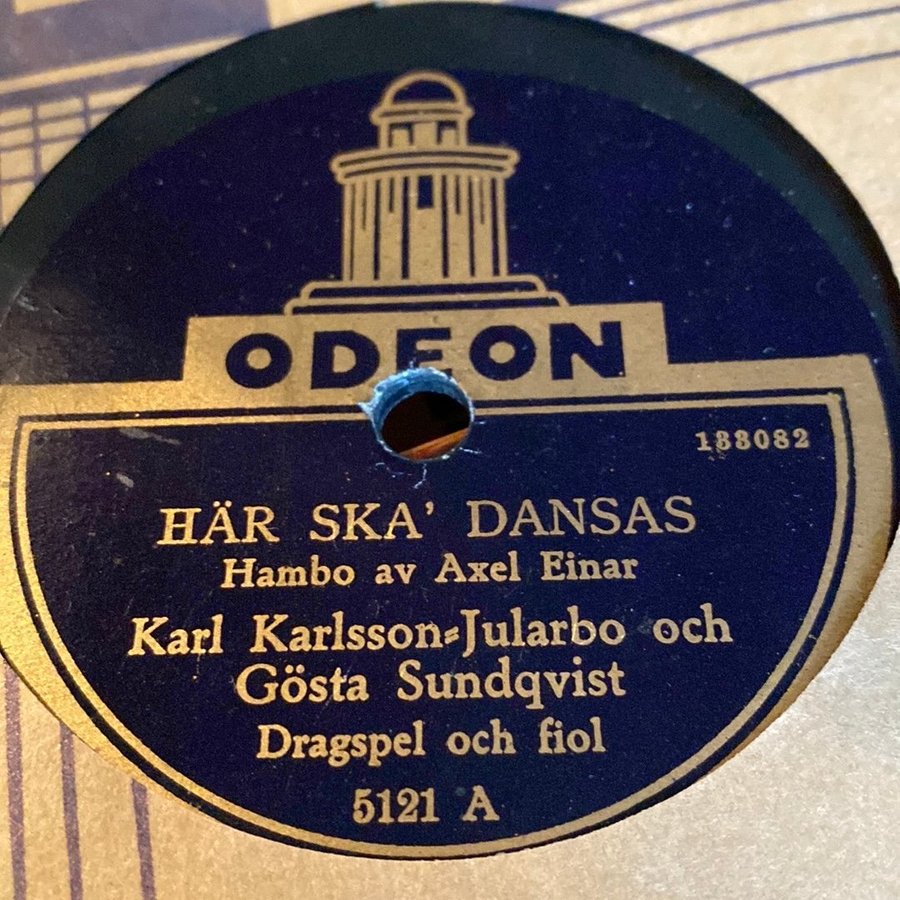 ODEON
188082
HÄR SKA' DANSAS
Hambo av Axel Einar
Karl Karlsson-Jularbo och
Gösta Sundqvist
Dragspel och fiol
5121 A